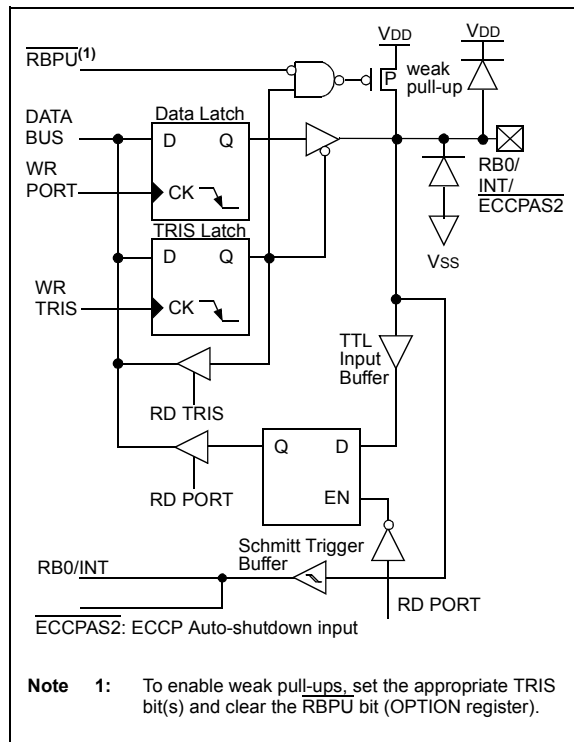 VDD
VDD
RBPU(1)
P
weak
pull-up
DATA
BUS
Data Latch
D Q
WR
PORT
CK
RB0/
INT/
ECCPAS2
TRIS Latch
D Q
VSS
WR
TRIS
CK
TTL
Input
Buffer
RD TRIS
Q D
EN
RD PORT
Schmitt Trigger
Buffer
RB0/INT
RD PORT
ECCPAS2: ECCP Auto-shutdown input
Note 1: To enable weak pull-ups, set the appropriate TRIS
bit(s) and clear the RBPU bit (OPTION register).